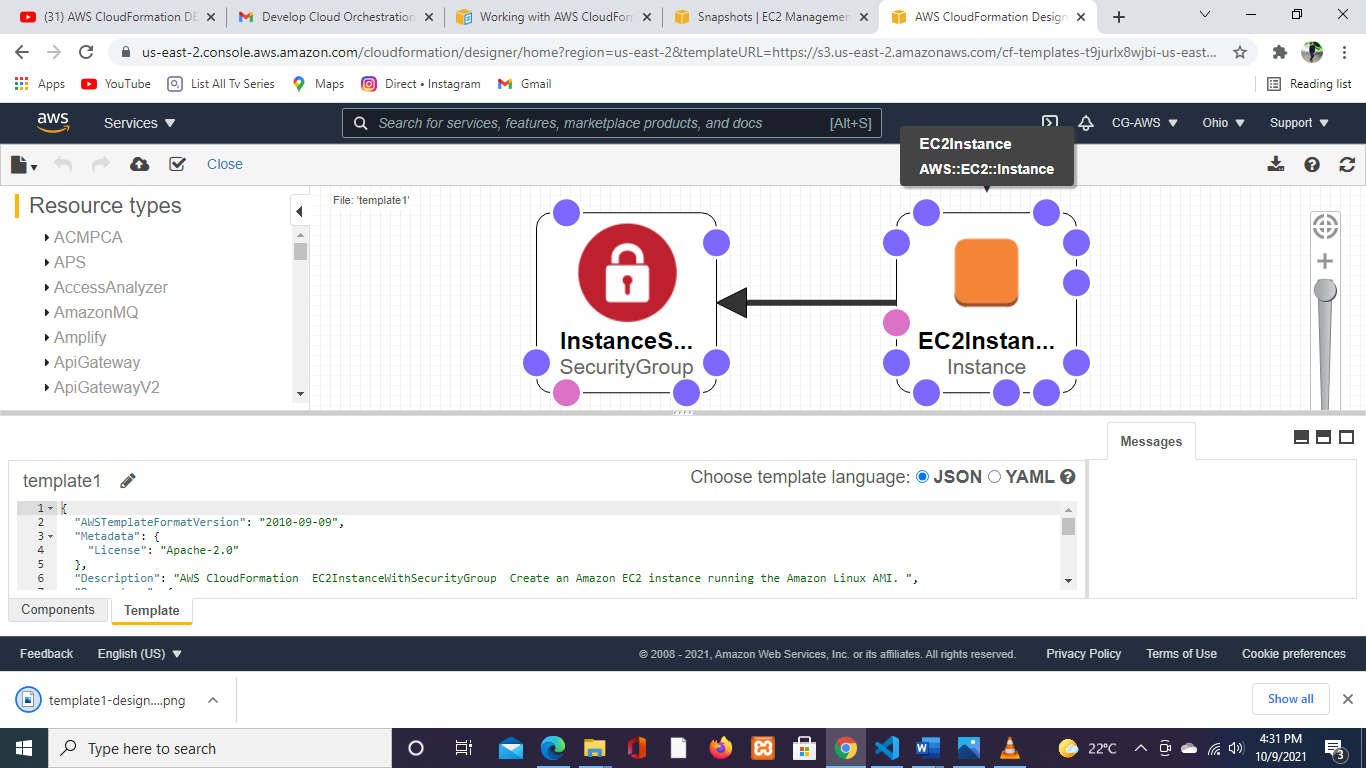 (31) AWS CloudFormation DE
Develop Cloud Orchestration
Working with AWS CloudForm
Snapshots | EC2 Managemen
AWS CloudFormation Design
us-east-2.console.aws.amazon.com/cloudformation/designer/home?region=us-east-2&templateURL=https://s3.us-east-2.amazonaws.com/cf-templates-t9jurlx8wjbi-us-east...
Apps
YouTube
List All Tv Series
Maps
Direct • Instagram
Gmail
Reading list
aws
Services
Search for services, features, marketplace products, and docs
[Alt+S]
CG-AWS
Ohio
Support
EC2Instance
AWS::EC2::Instance
Close
Resource types
ACMPCA
APS
AccessAnalyzer
AmazonMQ
Amplify
ApiGateway
ApiGatewayV2
File: 'template1'
InstanceS...
SecurityGroup
EC2Instan...
Instance
Messages
template1
Choose template language: JSON YAML
1 {
2 "AWSTemplateFormatVersion": "2010-09-09",
3 "Metadata": {
4 "License": "Apache-2.0"
5 },
6 "Description": "AWS CloudFormation  EC2InstanceWithSecurityGroup  Create an Amazon EC2 instance running the Amazon Linux AMI. ",
Components
Template
Feedback
English (US)
© 2008 - 2021, Amazon Web Services, Inc. or its affiliates. All rights reserved.
Privacy Policy
Terms of Use
Cookie preferences
template1-design....png
Show all
Type here to search
22°C
4:31 PM
10/9/2021
3